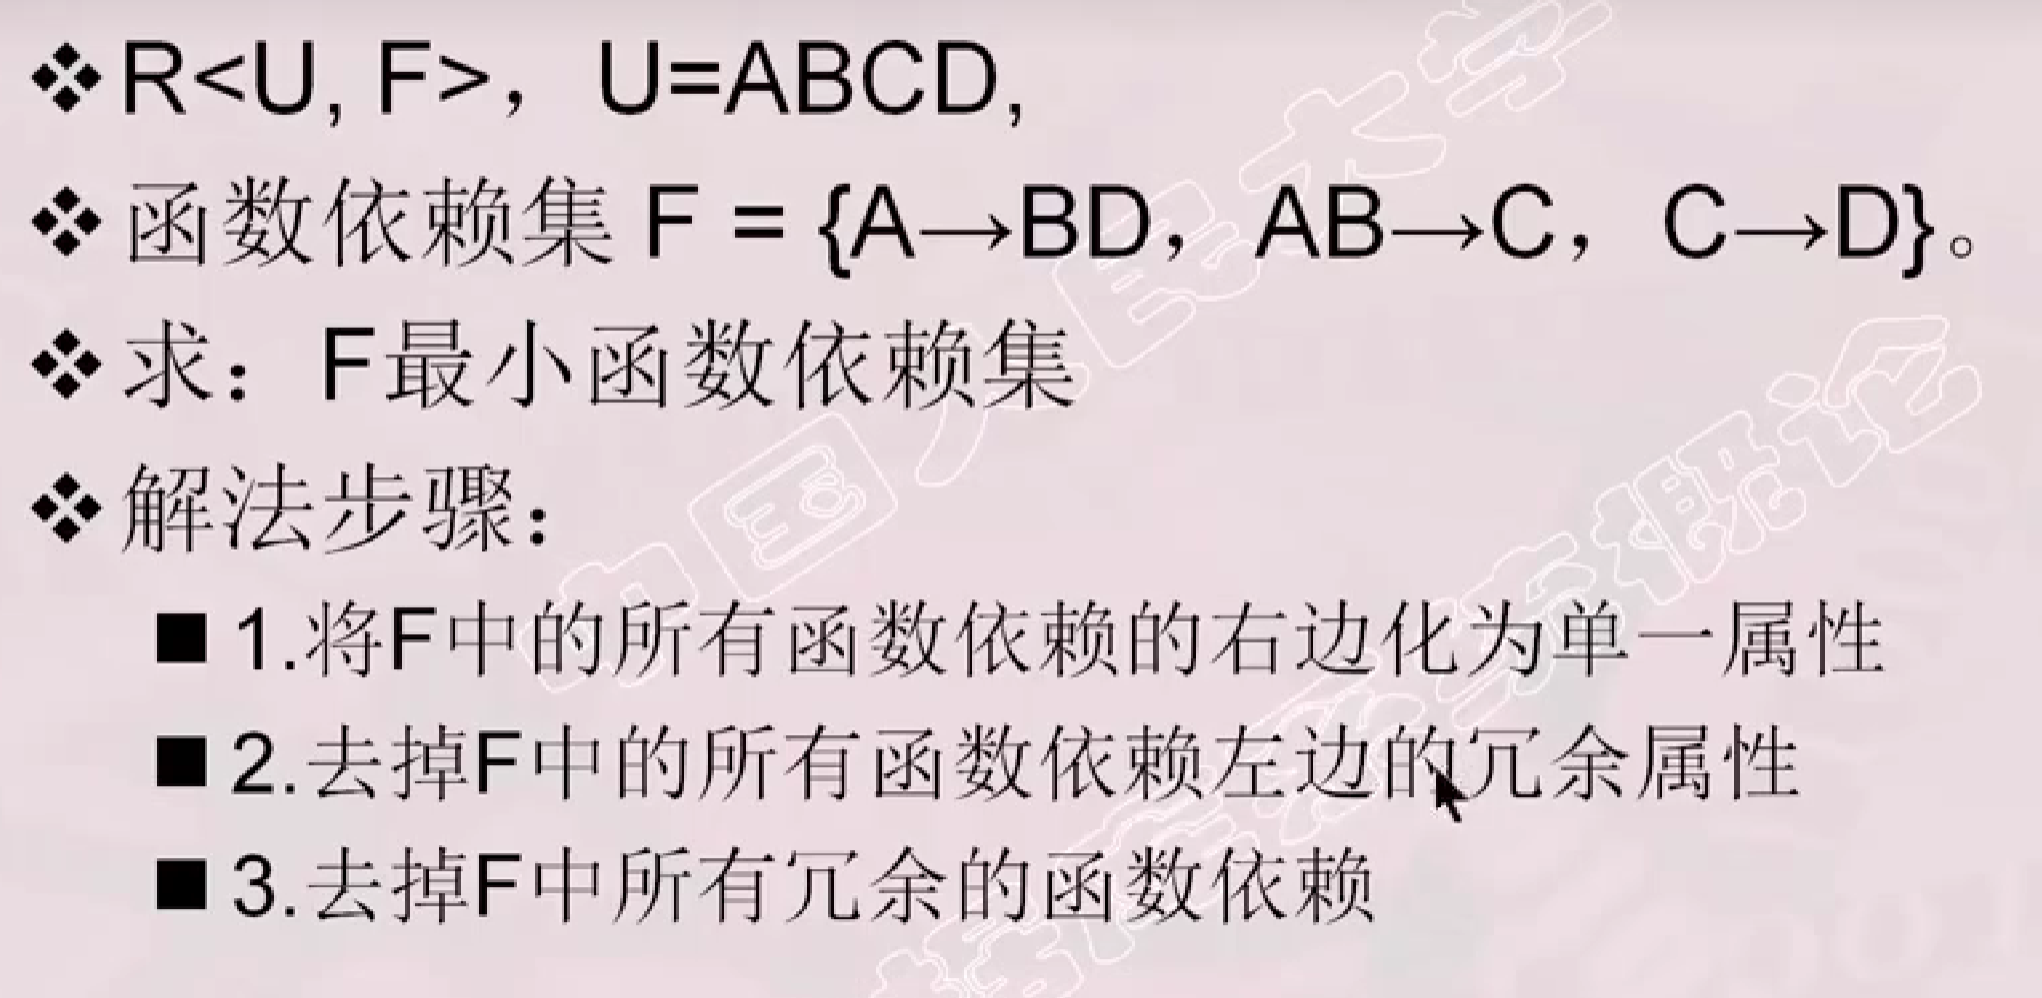 ❖R<U, F>，U=ABCD,
❖函数依赖集 F = {A→BD，AB→C，C→D}。
❖求：F最小函数依赖集
❖解法步骤：
■ 1.将F中的所有函数依赖的右边化为单一属性
■ 2.去掉F中的所有函数依赖左边的冗余属性
■ 3.去掉F中所有冗余的函数依赖